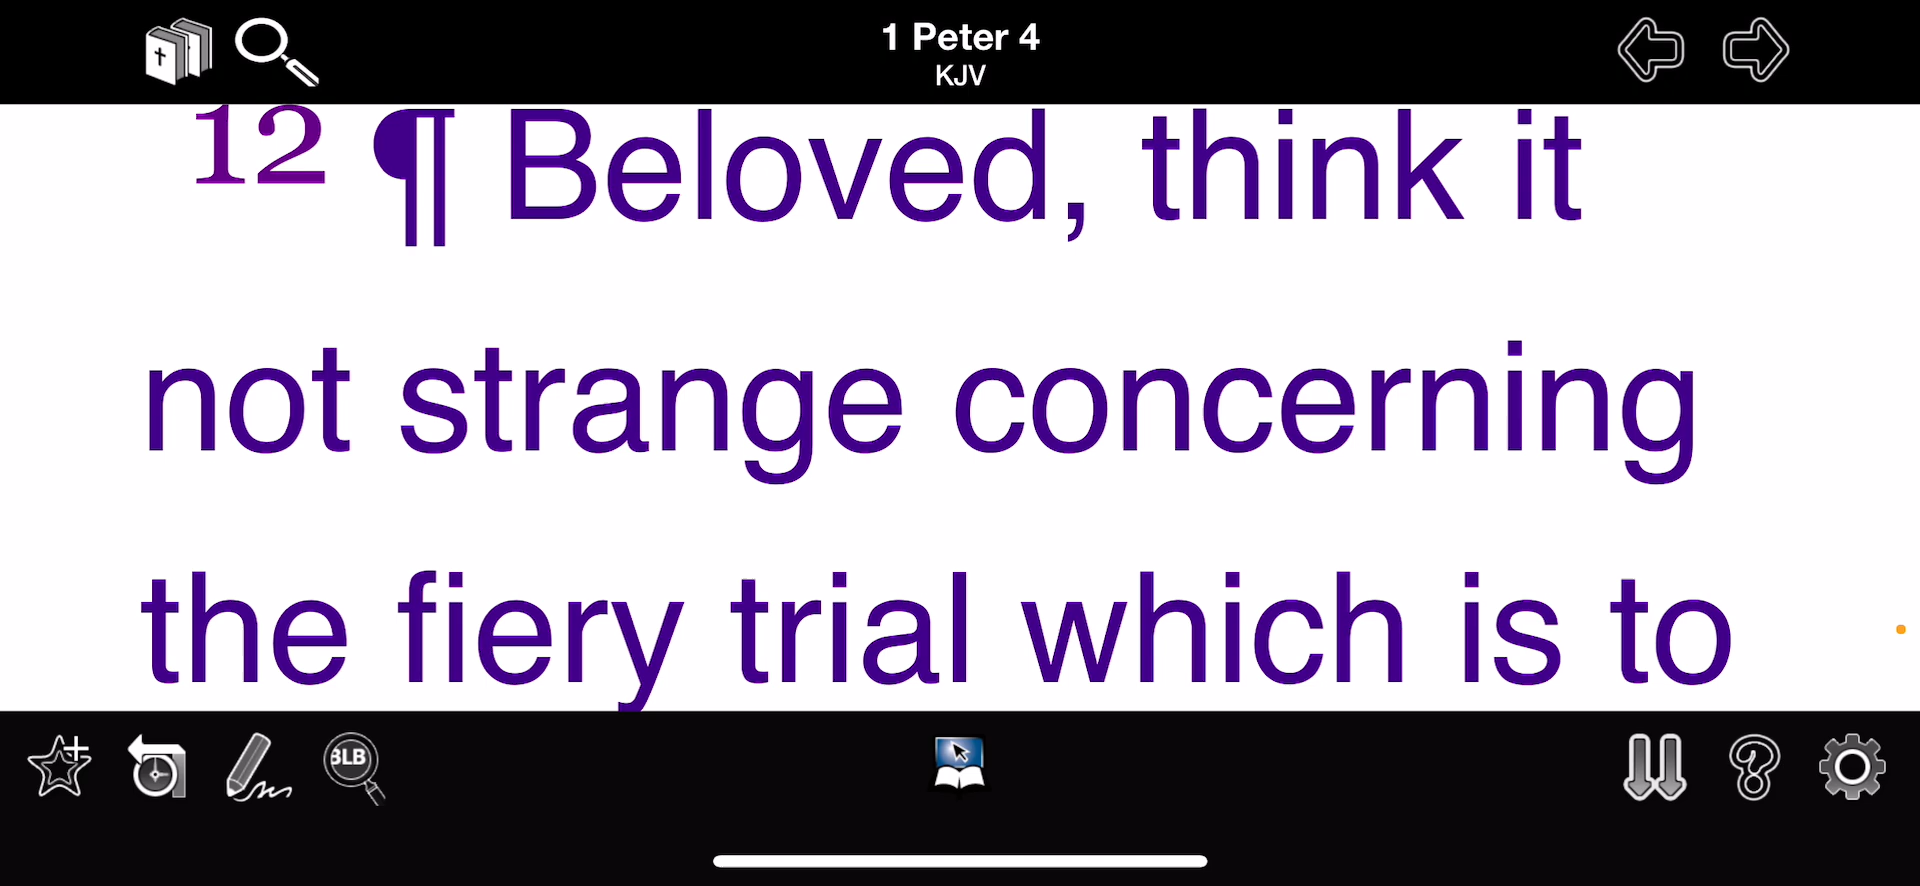 1 Peter 4
KJV
12 ¶ Beloved, think it
not strange concerning
the fiery trial which is to
BLB